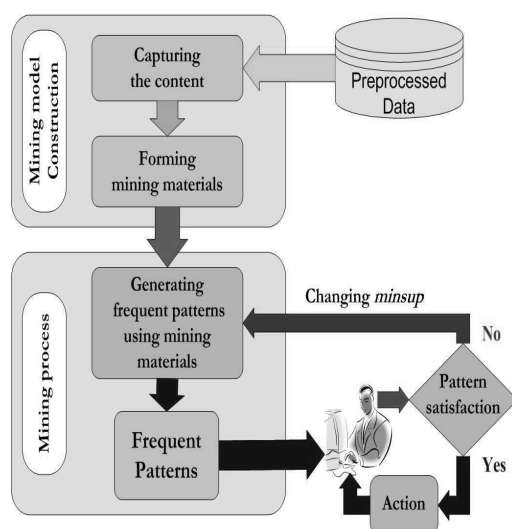 Mining model
Construction
Capturing
the content
Preprocessed
Data
Forming
mining materials
Mining process
Generating
frequent patterns
using mining
materials
Changing minsup
No
Pattern
satisfaction
Yes
Frequent
Patterns
Action